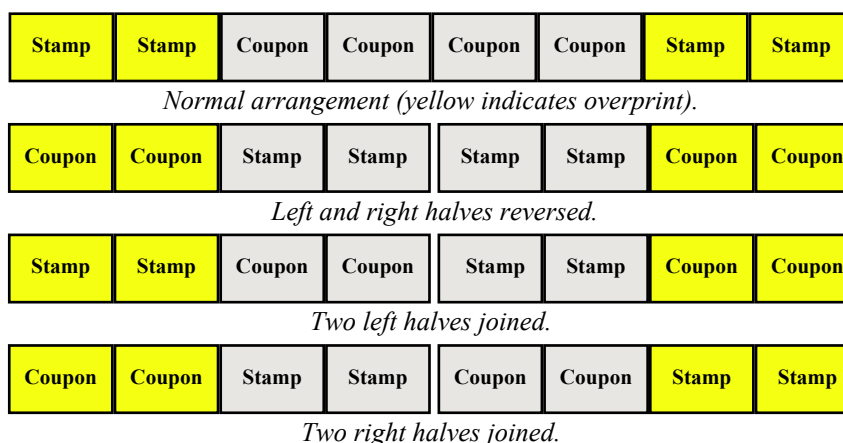 Stamp Stamp Coupon Coupon Coupon Coupon Stamp Stamp
Normal arrangement (yellow indicates overprint).
Coupon Coupon Stamp Stamp Stamp Stamp Coupon Coupon
Left and right halves reversed.
Stamp Stamp Coupon Coupon Stamp Stamp Coupon Coupon
Two left halves joined.
Coupon Coupon Stamp Stamp Coupon Coupon Stamp Stamp
Two right halves joined.